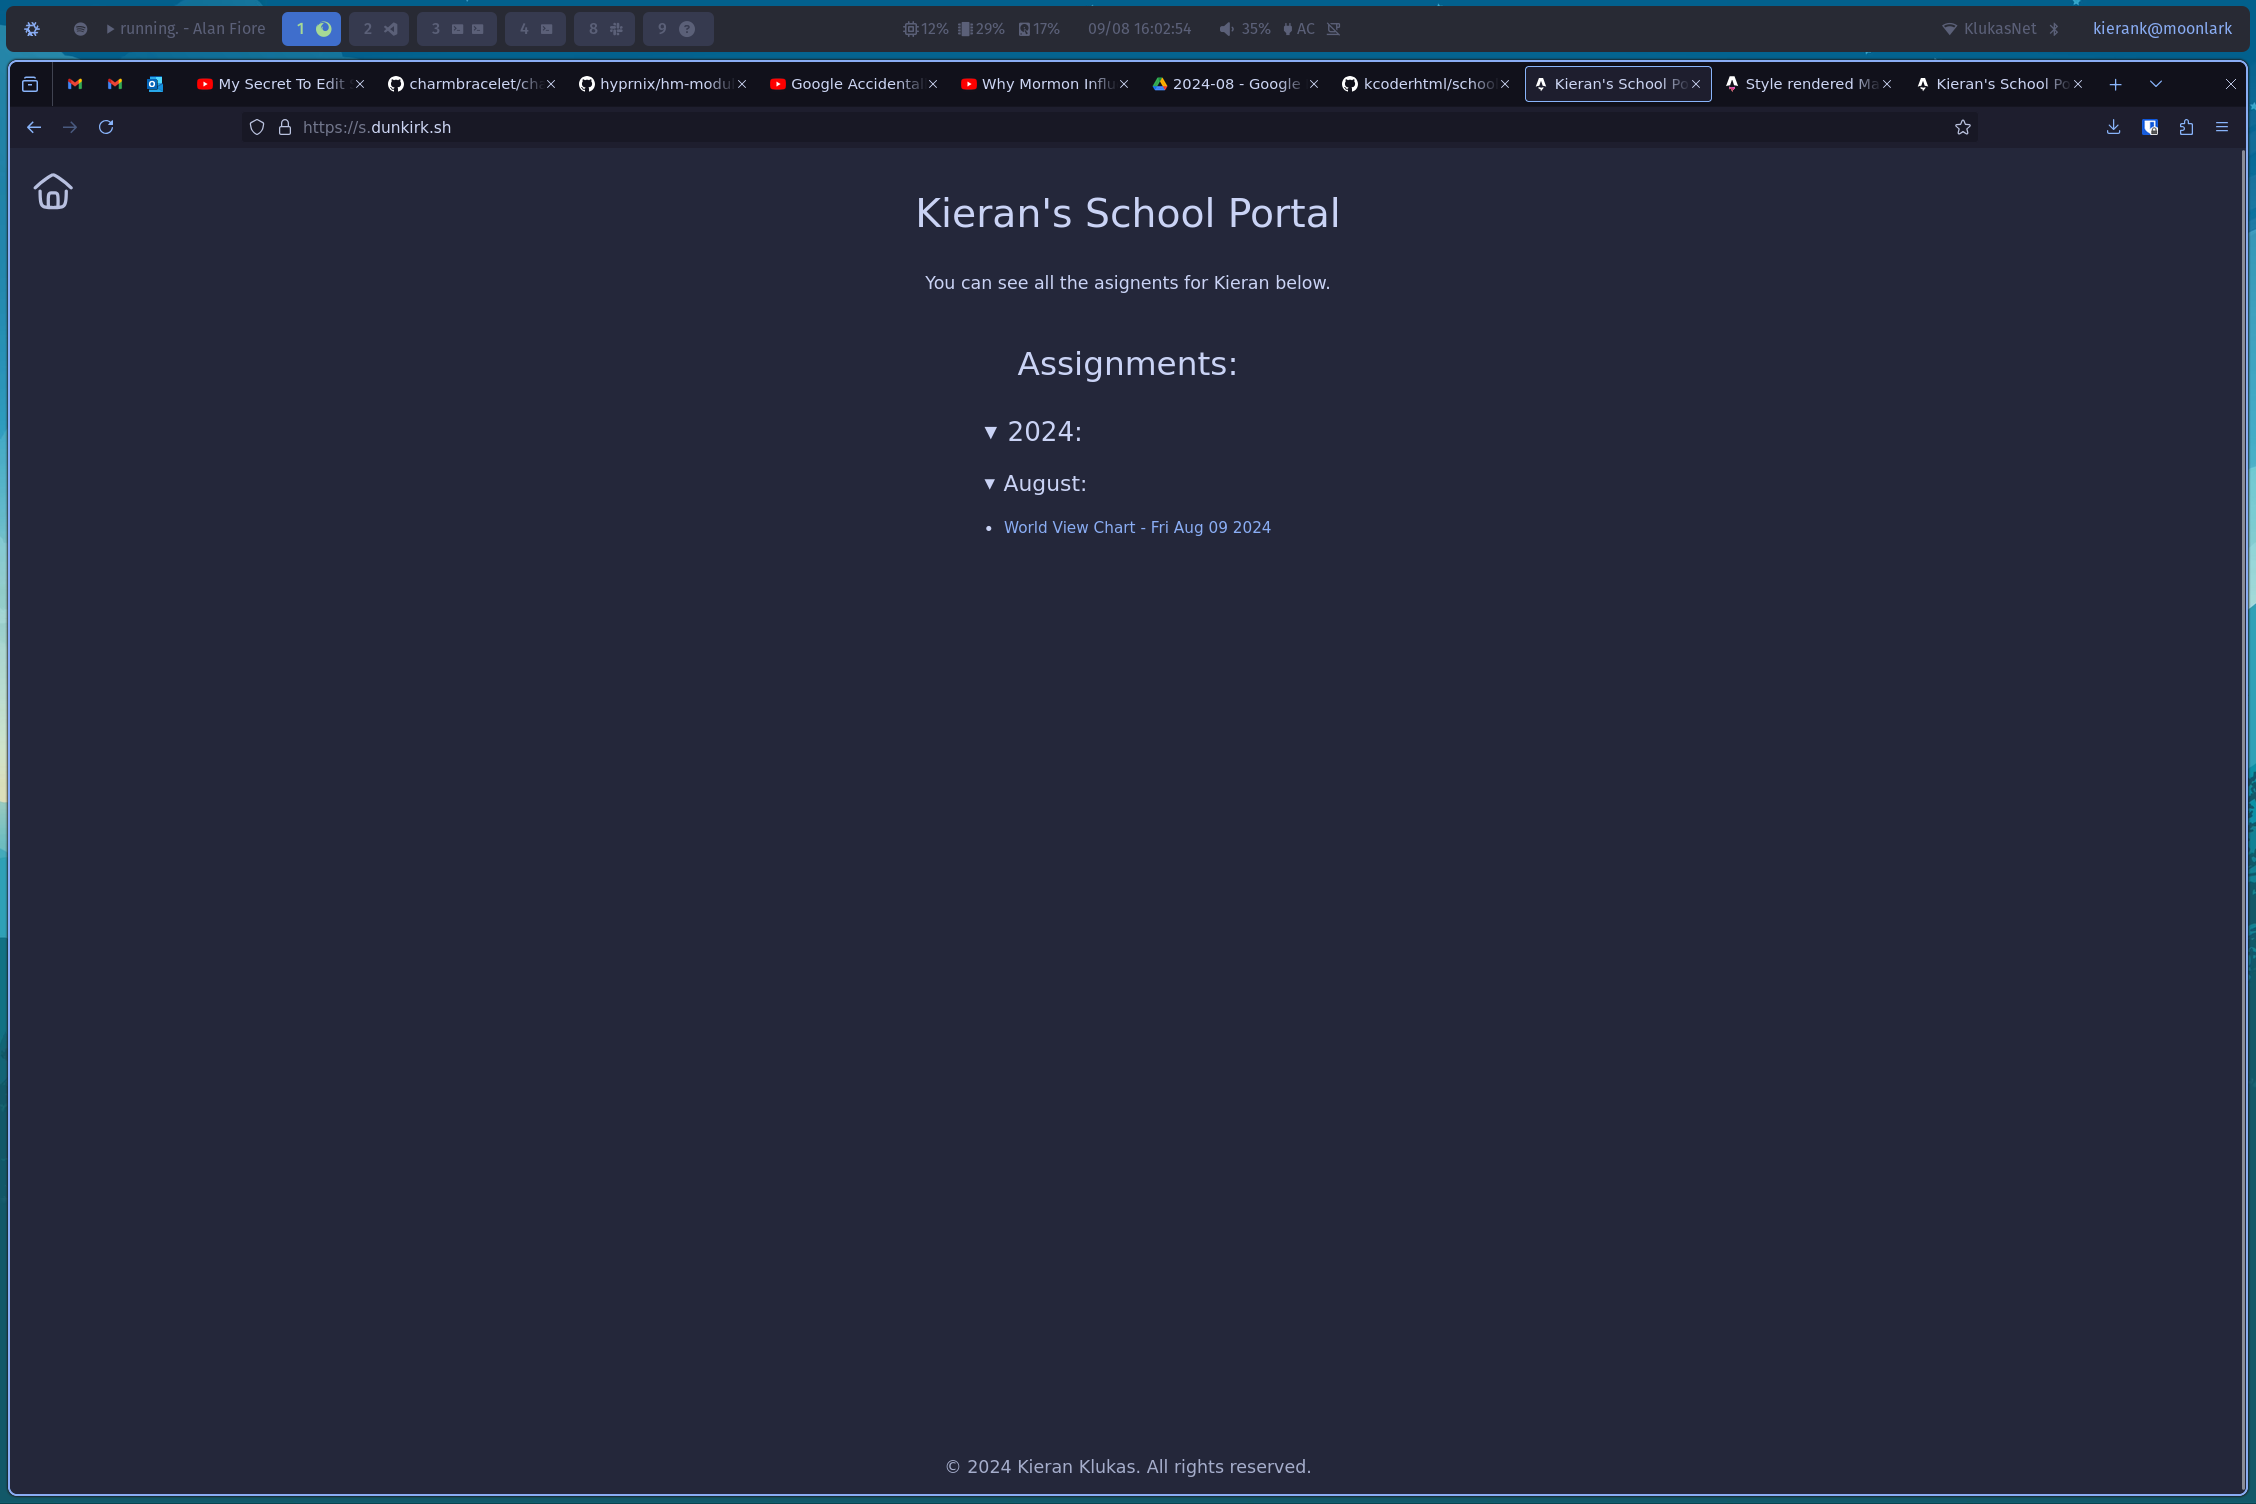 running. - Alan Fiore 1 2 3 4 8 9 12% 29% 17% 09/08 16:02:54 35% AC KlukasNet kierank@moonlark
My Secret To Edit charmbracelet/cha hyprnix/hm-modul Google Accidental Why Mormon Influ 2024-08 - Google kcoderhtml/school Kieran's School Po Style rendered Ma Kieran's School Po
https://s.dunkirk.sh
Kieran's School Portal
You can see all the asignents for Kieran below.
Assignments:
2024:
August:
• World View Chart - Fri Aug 09 2024
© 2024 Kieran Klukas. All rights reserved.